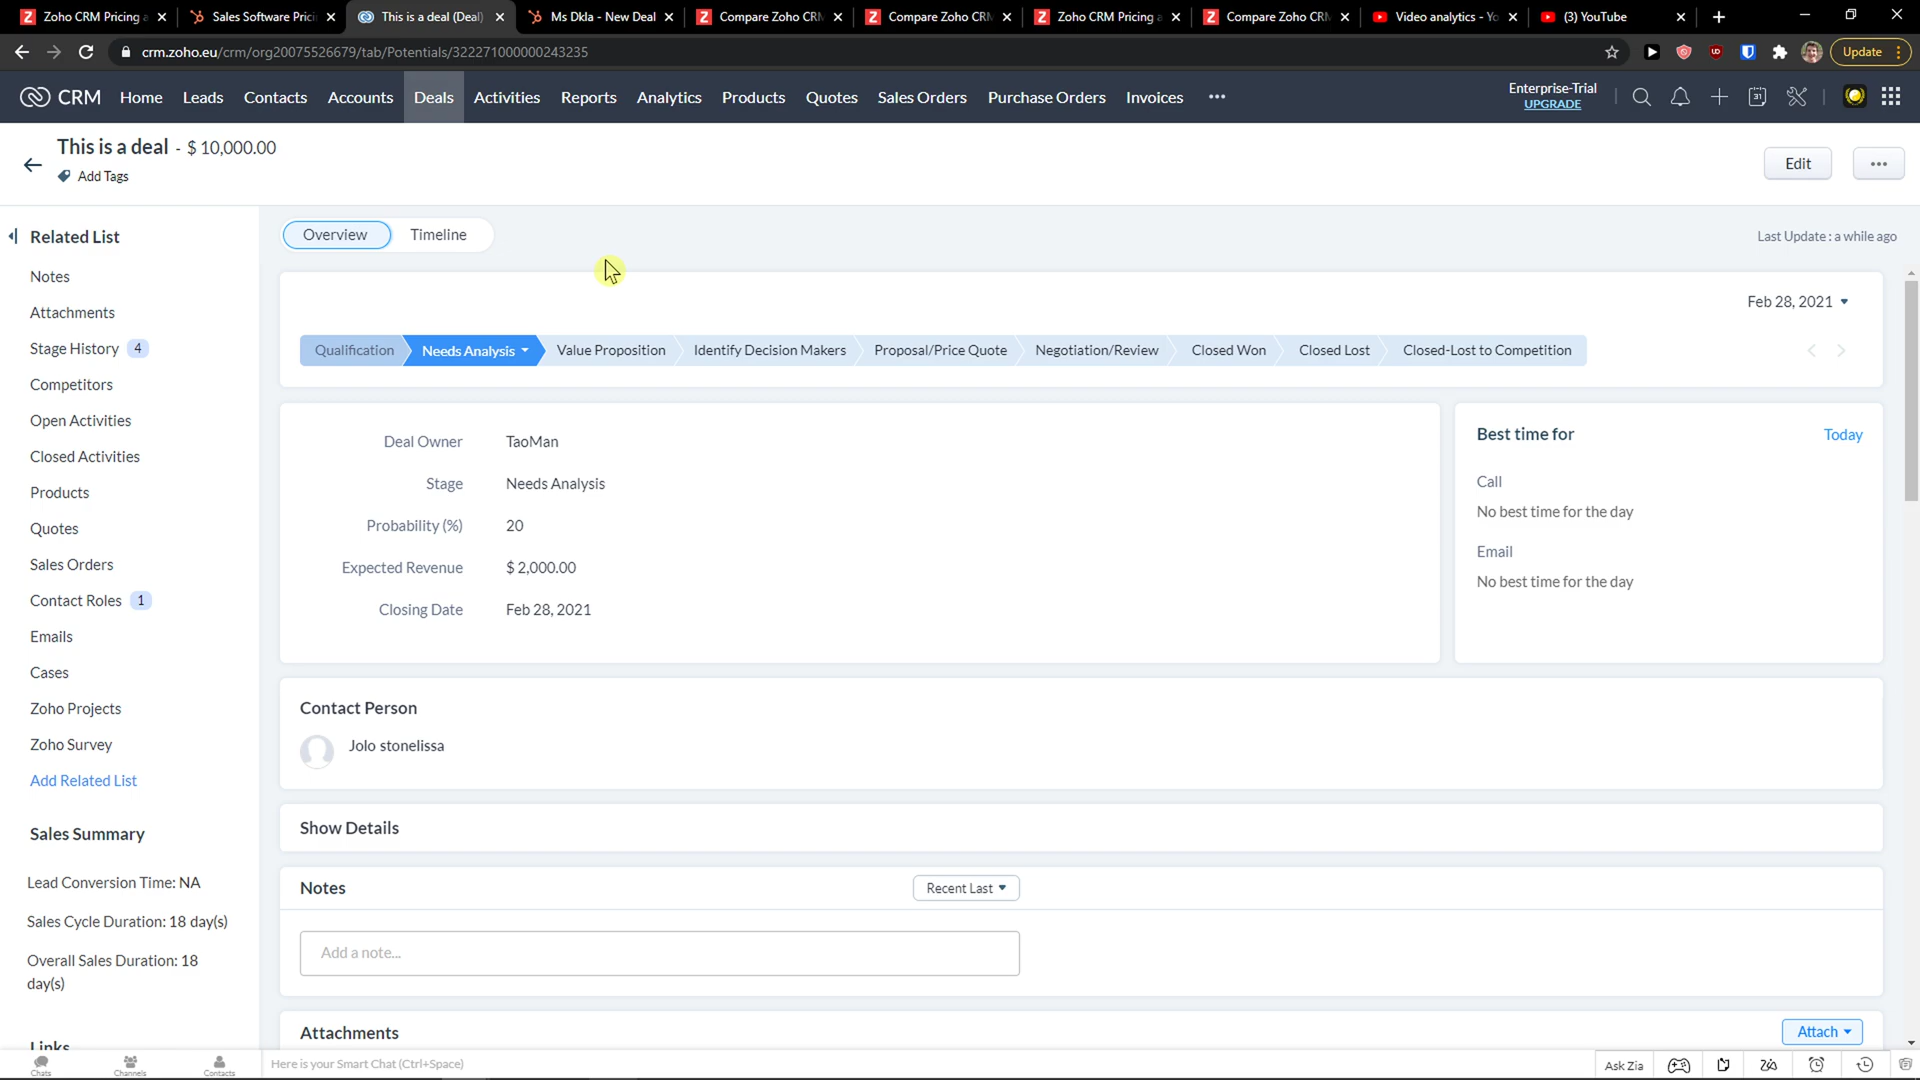 Zoho CRM Pricing a
Sales Software Prici
This is a deal (Deal)
Ms Dkla - New Deal
Compare Zoho CRM
Compare Zoho CRM
Zoho CRM Pricing a
Compare Zoho CRM
Video analytics - Yo
(3) YouTube
crm.zoho.eu/crm/org20075526679/tab/Potentials/322271000000243235
Update
CRM
Home
Leads
Contacts
Accounts
Deals
Activities
Reports
Analytics
Products
Quotes
Sales Orders
Purchase Orders
Invoices
Enterprise-Trial
UPGRADE
This is a deal - $ 10,000.00
Add Tags
Edit
Related List
Notes
Attachments
Stage History 4
Competitors
Open Activities
Closed Activities
Products
Quotes
Sales Orders
Contact Roles 1
Emails
Cases
Zoho Projects
Zoho Survey
Add Related List
Sales Summary
Lead Conversion Time: NA
Sales Cycle Duration: 18 day(s)
Overall Sales Duration: 18
day(s)
Links
Overview
Timeline
Last Update : a while ago
Feb 28, 2021
Qualification
Needs Analysis
Value Proposition
Identify Decision Makers
Proposal/Price Quote
Negotiation/Review
Closed Won
Closed Lost
Closed-Lost to Competition
Deal Owner TaoMan
Stage Needs Analysis
Probability (%) 20
Expected Revenue $ 2,000.00
Closing Date Feb 28, 2021
Best time for
Today
Call
No best time for the day
Email
No best time for the day
Contact Person
Jolo stonelissa
Show Details
Notes
Recent Last
Add a note...
Attachments
Attach
Chats
Channels
Contacts
Here is your Smart Chat (Ctrl+Space)
Ask Zia